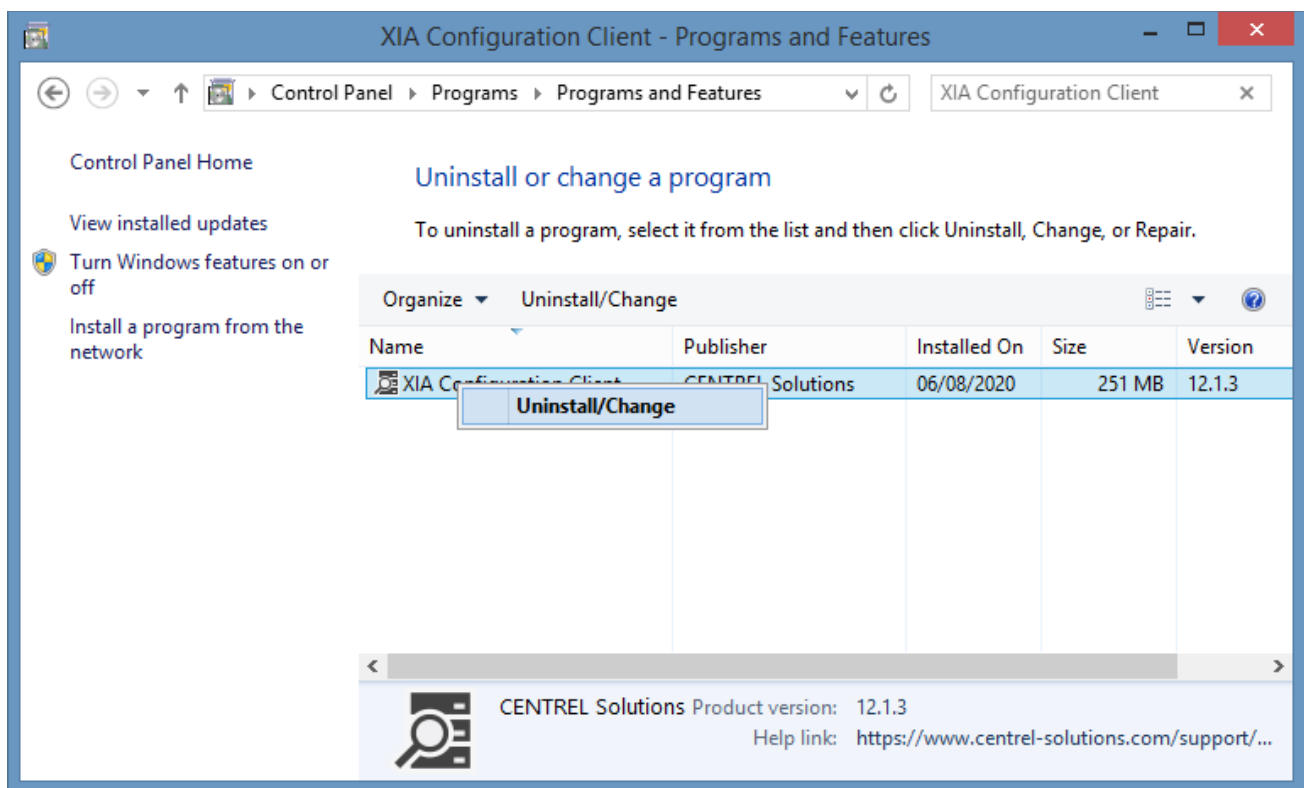 XIA Configuration Client - Programs and Features
Control Panel Programs Programs and Features XIA Configuration Client
Control Panel Home
View installed updates
Turn Windows features on or
off
Install a program from the
network
Uninstall or change a program
To uninstall a program, select it from the list and then click Uninstall, Change, or Repair.
Organize Uninstall/Change
Name Publisher Installed On Size Version
XIA Configuration Client CENTREL Solutions 06/08/2020 251 MB 12.1.3
Uninstall/Change
CENTREL Solutions Product version: 12.1.3
Help link: https://www.centrel-solutions.com/support/...